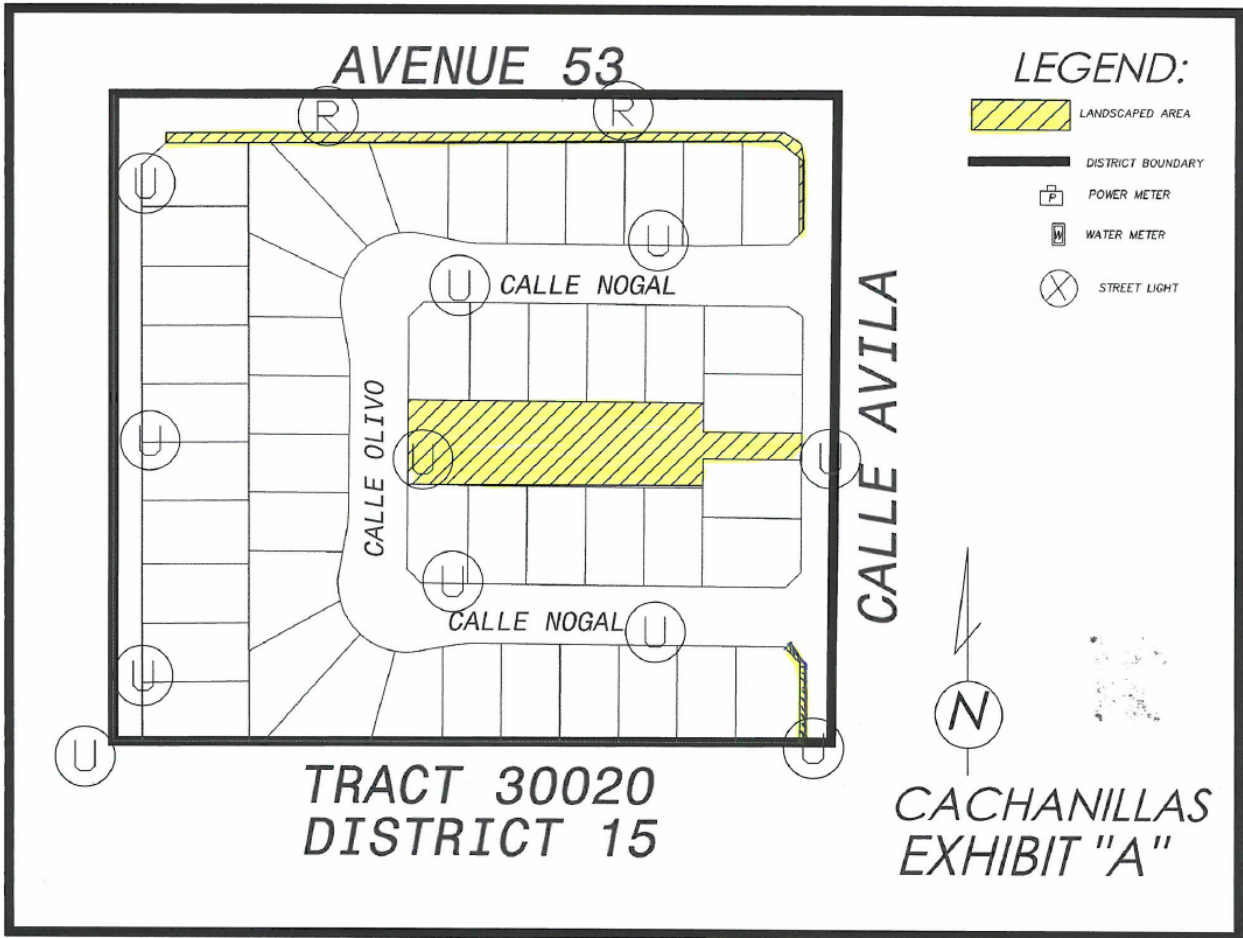 AVENUE 53
LEGEND:
LANDSCAPED AREA
DISTRICT BOUNDARY
P
POWER METER
W
WATER METER
X
STREET LIGHT
R
R
U
U
U
CALLE NOGAL
CALLE AVILA
CALLE OLIVO
U
U
U
U
CALLE NOGAL
U
U
U
U
N
TRACT 30020
DISTRICT 15
CACHANILLAS
EXHIBIT "A"